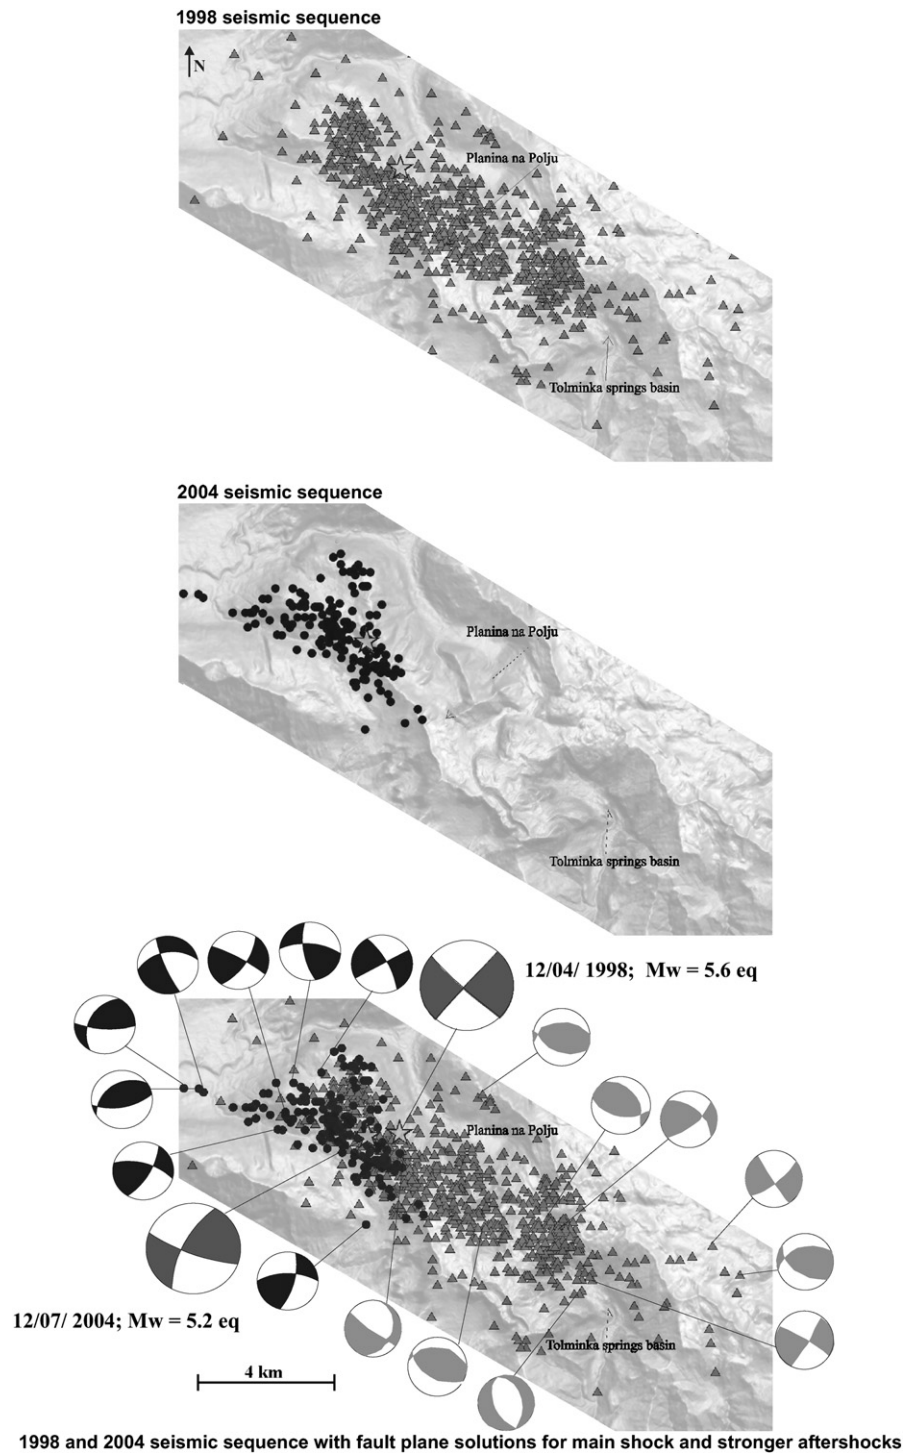 1998 seismic sequence
N
Planina na Polju
Tolminka springs basin
2004 seismic sequence
Planina na Polju
Tolminka springs basin
12/04/ 1998;  Mw = 5.6 eq
Planina na Polju
12/07/ 2004; Mw = 5.2 eq
Tolminka springs basin
4 km
1998 and 2004 seismic sequence with fault plane solutions for main shock and stronger aftershocks